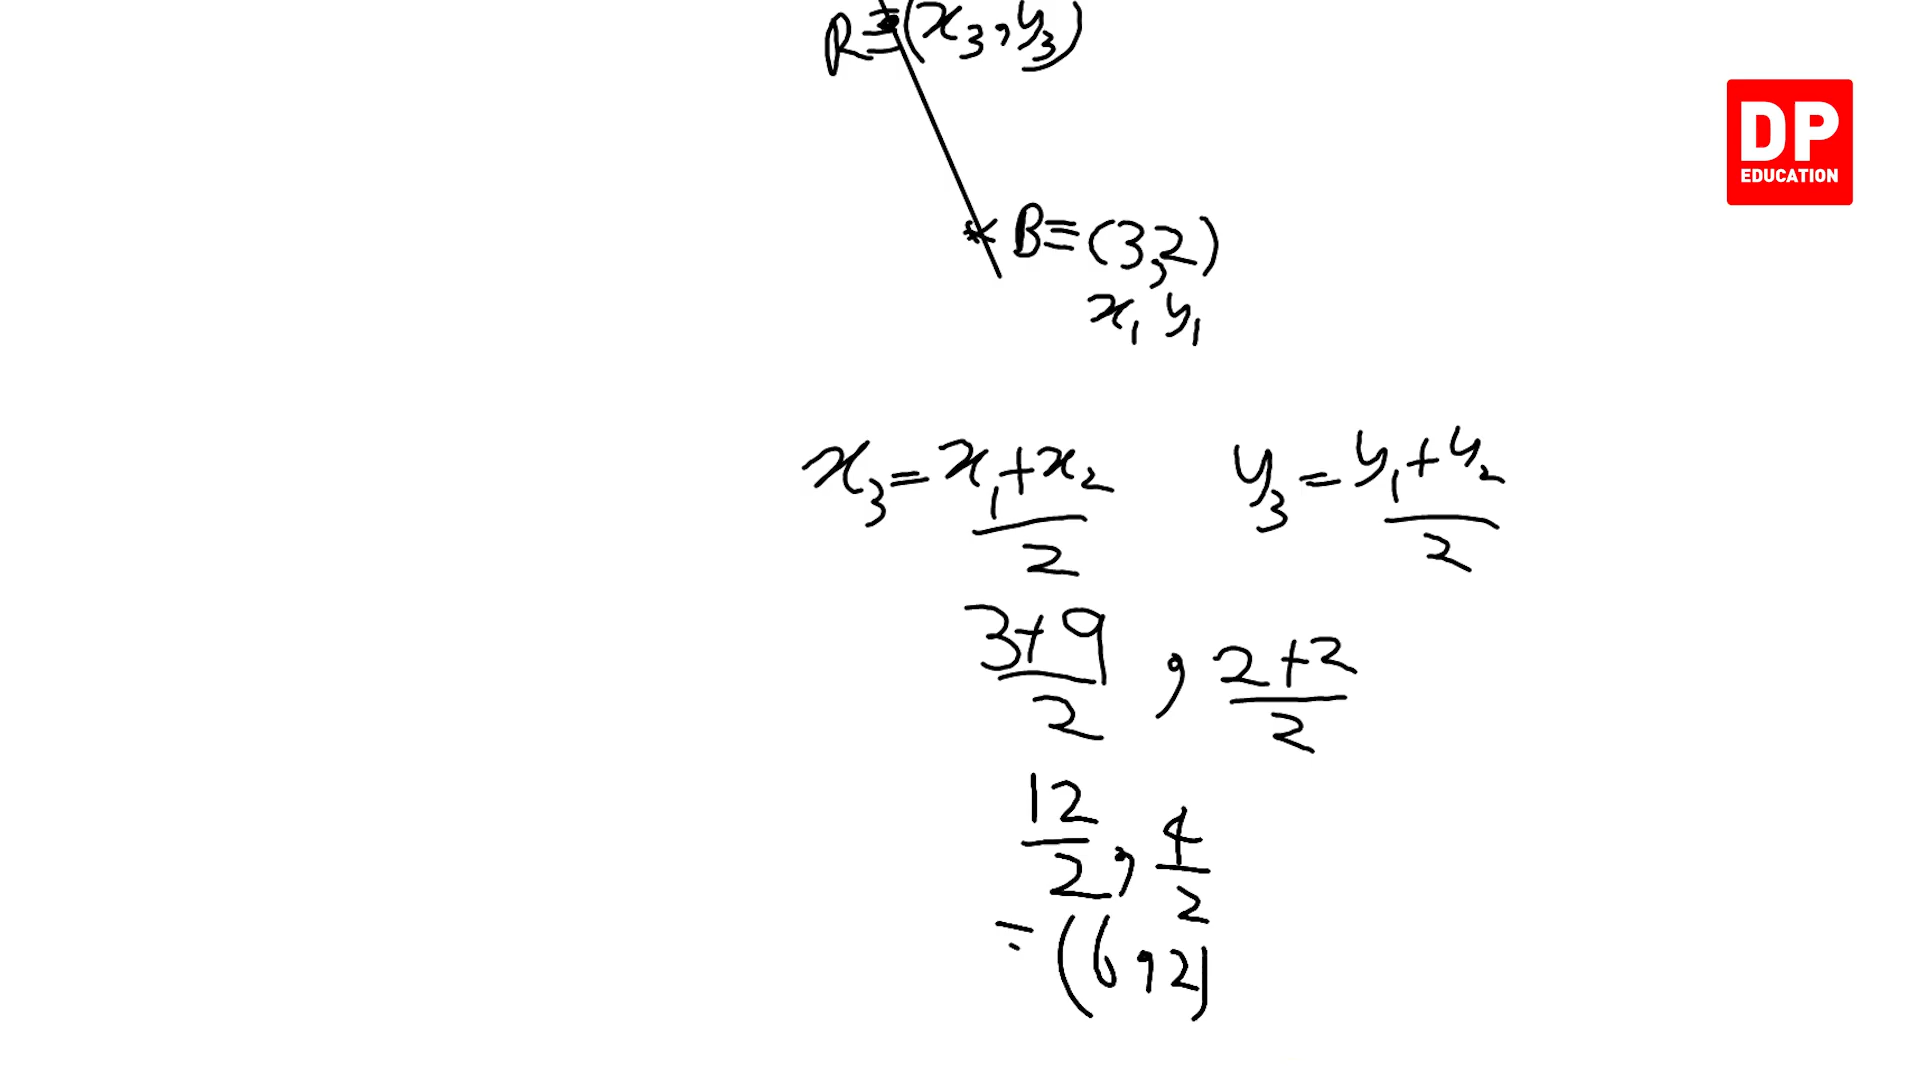 R≡(x₃,y₃)
DP
EDUCATION
B≡(3,2)
x₁ y₁
x₃ = x₁+x₂/2 y₃ = y₁+y₂/2
3+9/2 , 2+2/2
12/2 , 4/2
= (6,2)